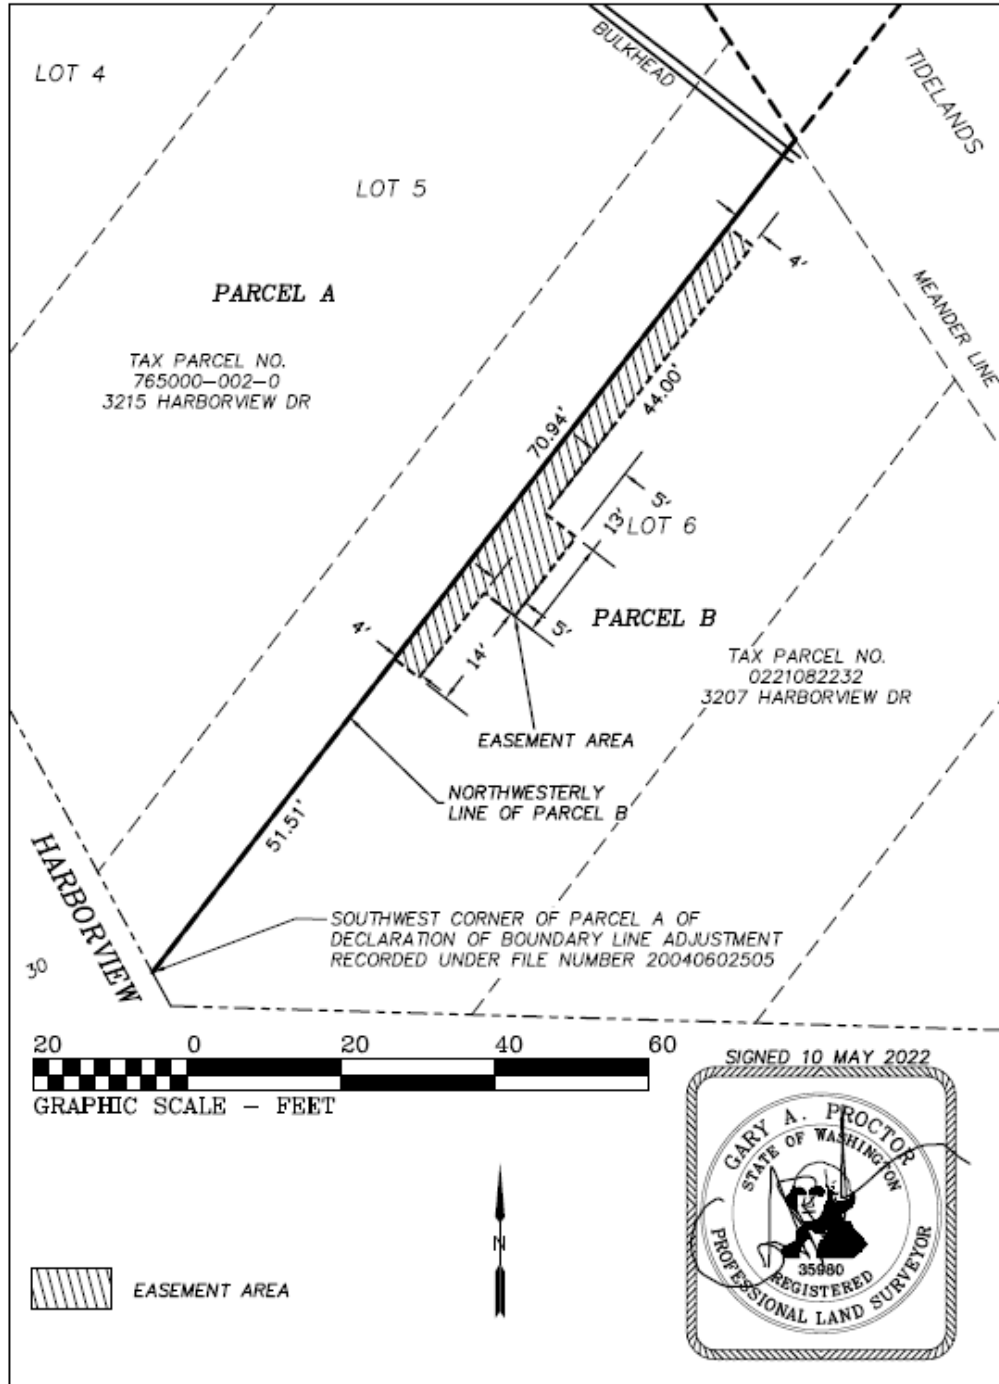 LOT 4
BULKHEAD
TIDELANDS
LOT 5
4'
PARCEL A
MEANDER LINE
TAX PARCEL NO.
765000-002-0
3215 HARBORVIEW DR
44.00'
70.94'
5'
13'
LOT 6
4'
5'
14'
PARCEL B
TAX PARCEL NO.
0221082232
3207 HARBORVIEW DR
EASEMENT AREA
NORTHWESTERLY
LINE OF PARCEL B
51.51'
HARBORVIEW
30
SOUTHWEST CORNER OF PARCEL A OF
DECLARATION OF BOUNDARY LINE ADJUSTMENT
RECORDED UNDER FILE NUMBER 20040602505
20 0 20 40 60
GRAPHIC SCALE - FEET
SIGNED 10 MAY 2022
GARY A. PROCTOR
STATE OF WASHINGTON
35980
REGISTERED
PROFESSIONAL LAND SURVEYOR
N
EASEMENT AREA